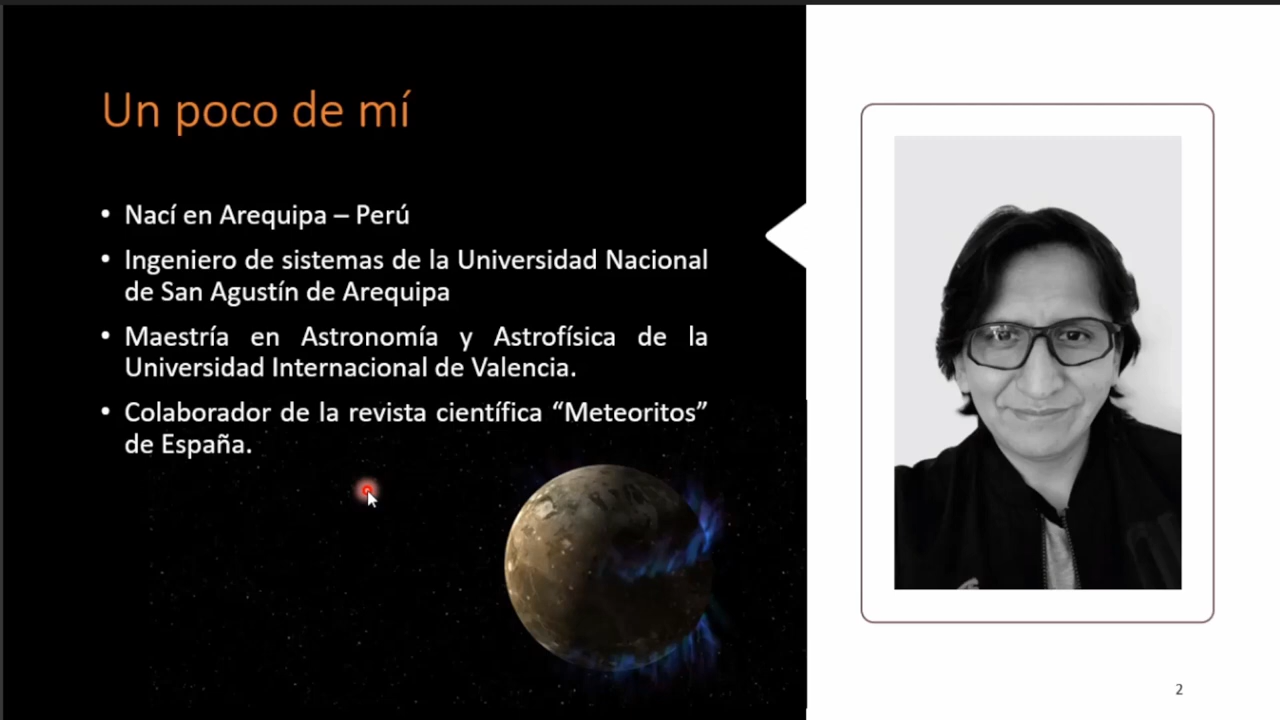 Un poco de mí
• Nací en Arequipa – Perú
• Ingeniero de sistemas de la Universidad Nacional
de San Agustín de Arequipa
• Maestría en Astronomía y Astrofísica de la
Universidad Internacional de Valencia.
• Colaborador de la revista científica “Meteoritos”
de España.
2